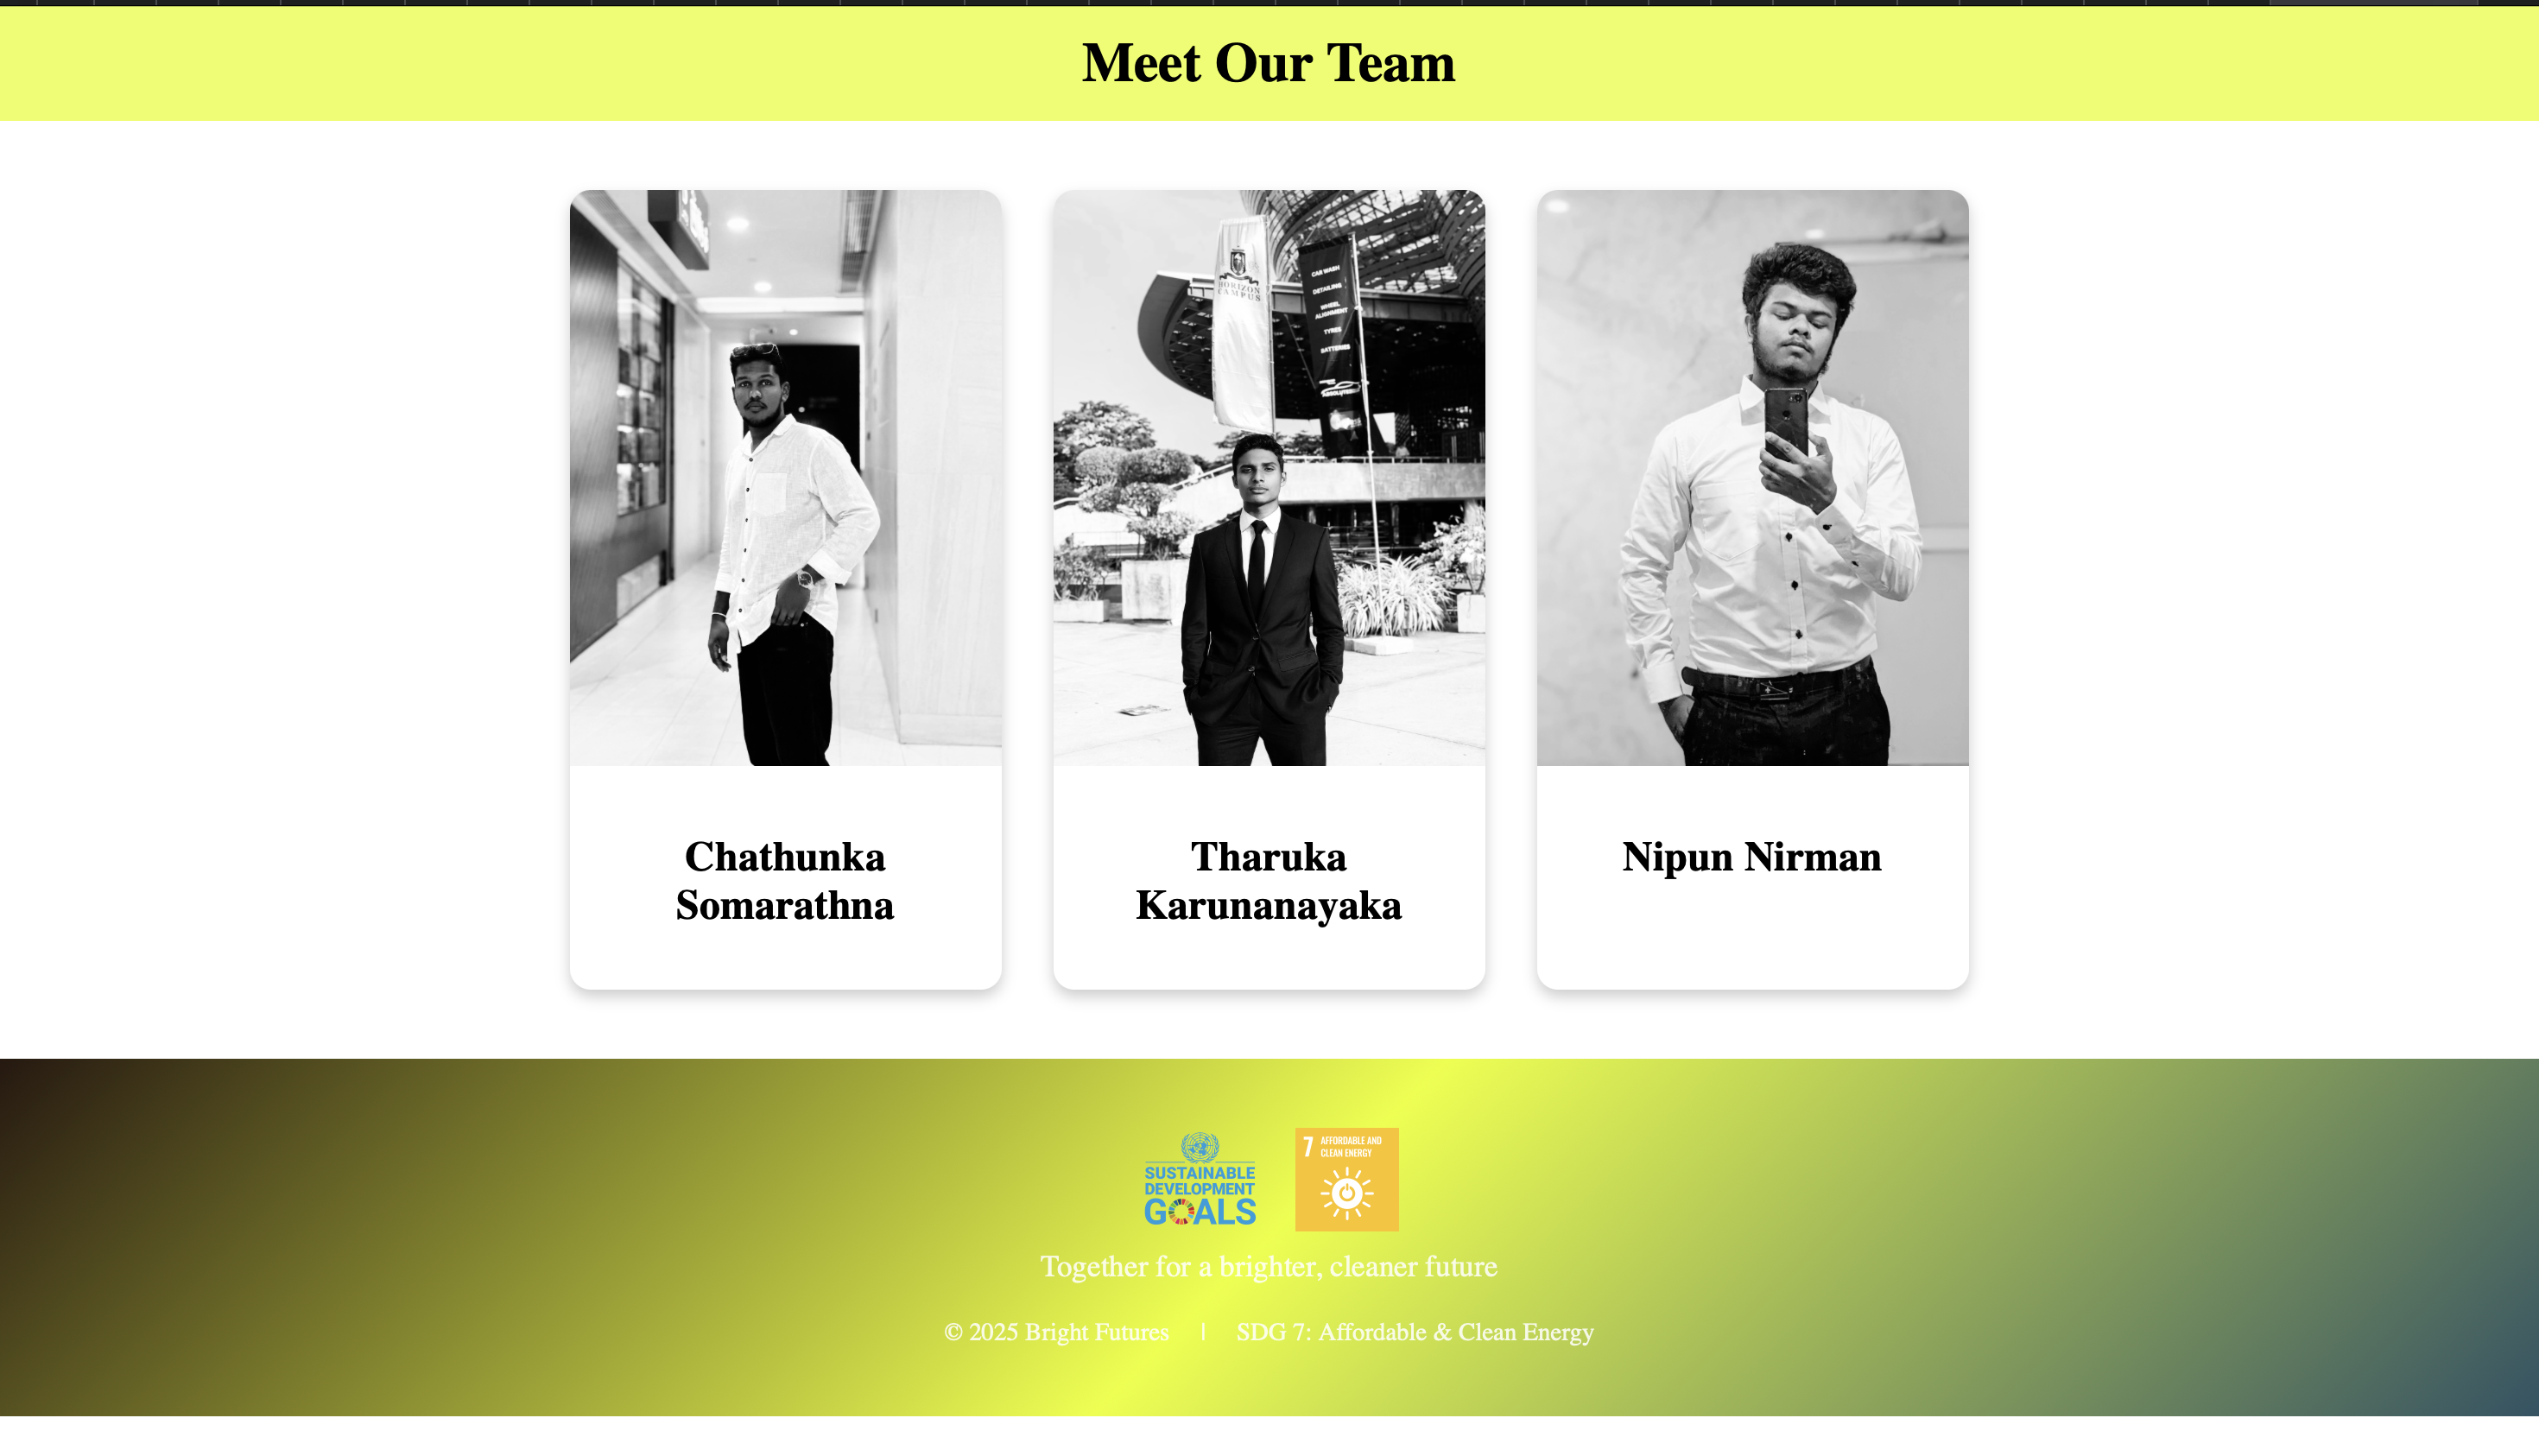 Meet Our Team
HORIZON
CAMPUS
CAR WASH
DETAILING
WHEEL
ALIGNMENT
TYRES
BATTERIES
Chathunka
Somarathna
Tharuka
Karunanayaka
Nipun Nirman
SUSTAINABLE
DEVELOPMENT
GOALS
7 AFFORDABLE AND
CLEAN ENERGY
Together for a brighter, cleaner future
© 2025 Bright Futures | SDG 7: Affordable & Clean Energy